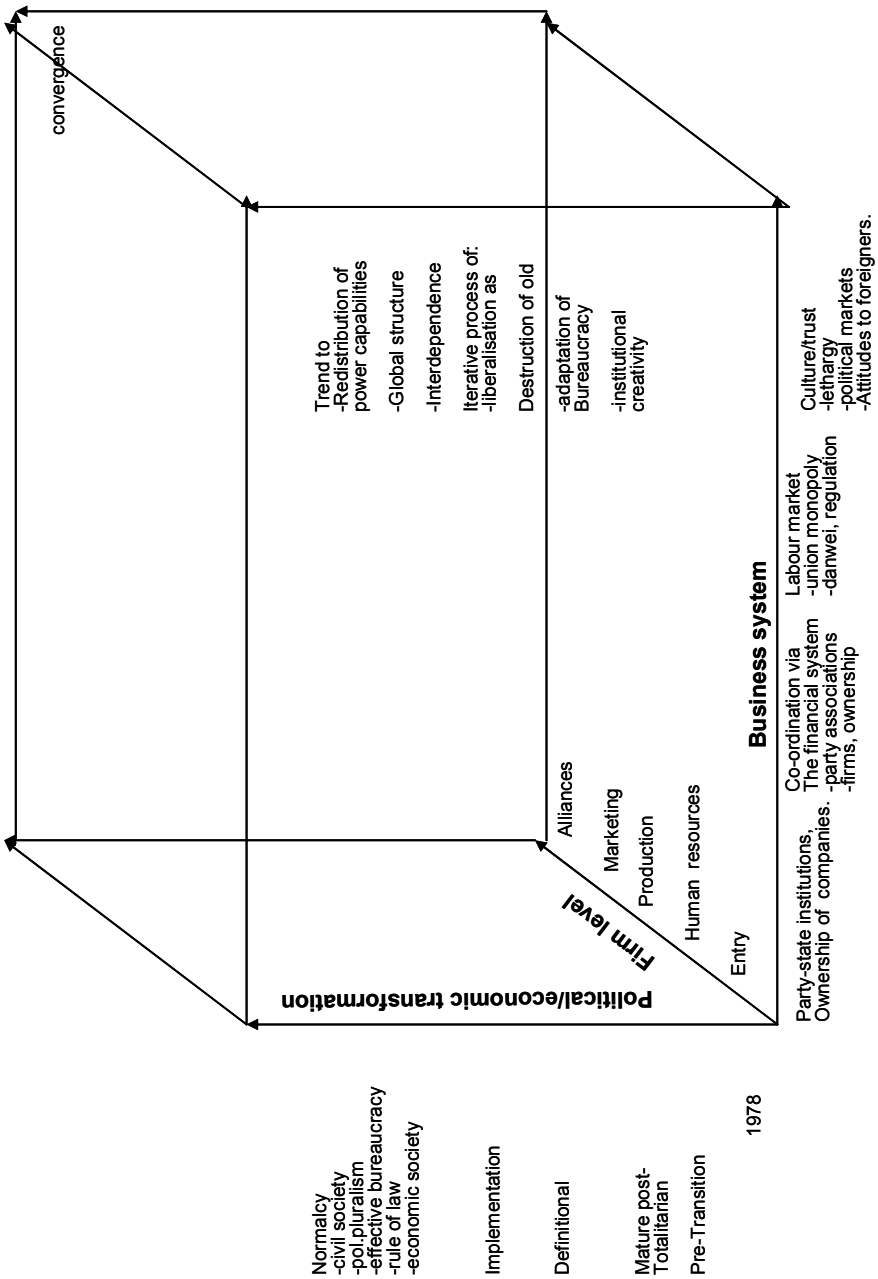 convergence
Normalcy
-civil society
-pol.pluralism
-effective bureaucracy
-rule of law
-economic society
Implementation
Definitional
Mature post-
Totalitarian
Pre-Transition
1978
Political/economic transformation
Firm level
Alliances
Marketing
Production
Human resources
Entry
Trend to
-Redistribution of
power capabilities
-Global structure
-Interdependence
Iterative process of:
-liberalisation as
Destruction of old
-adaptation of
Bureaucracy
-institutional
creativity
Business system
Party-state institutions,
Ownership of companies.
Co-ordination via
The financial system
-party associations
-firms, ownership
Labour market
-union monopoly
-danwei, regulation
Culture/trust
-lethargy
-political markets
-Attitudes to foreigners.